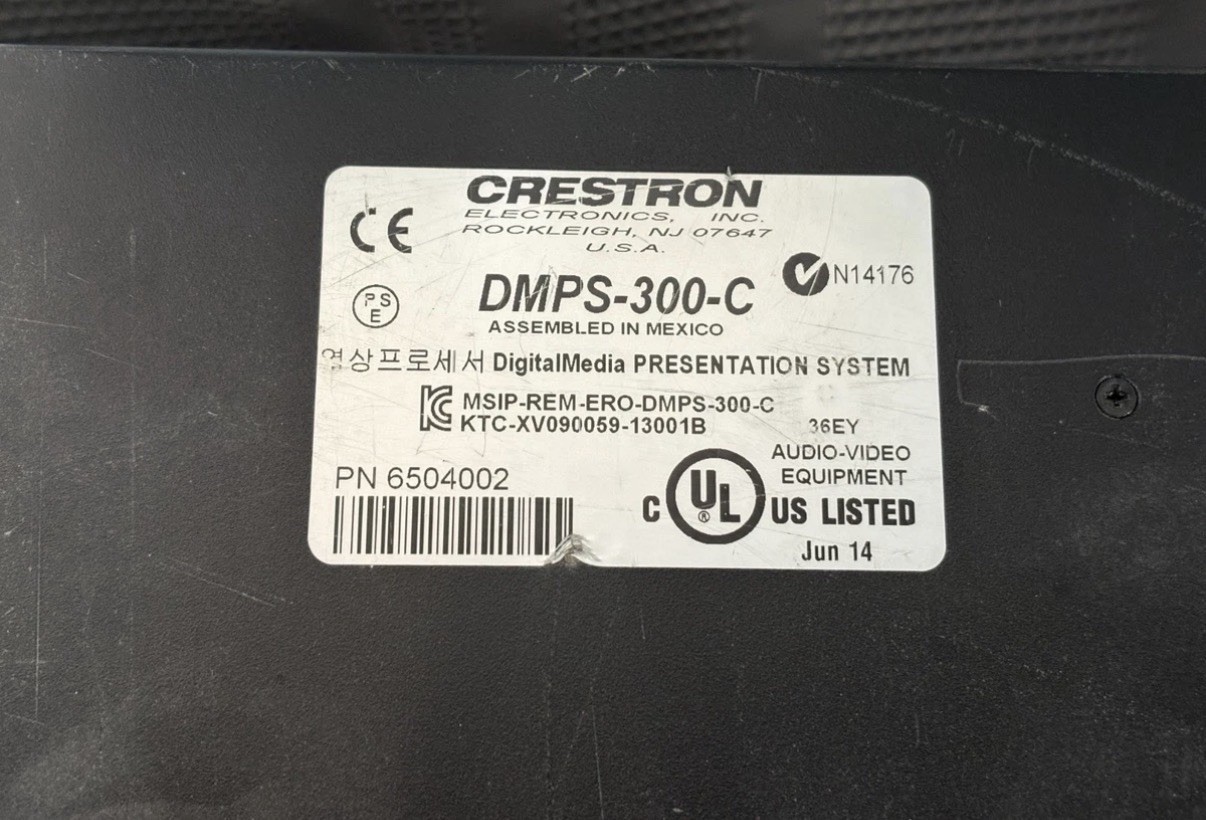 CRESTRON
ELECTRONICS, INC.
ROCKLEIGH, NJ 07647
U.S.A.
CE
N14176
DMPS-300-C
PS
E
ASSEMBLED IN MEXICO
영상프로세서 DigitalMedia PRESENTATION SYSTEM
KC MSIP-REM-ERO-DMPS-300-C
KTC-XV090059-13001B
36EY
AUDIO-VIDEO
EQUIPMENT
PN 6504002
C UL ® US LISTED
Jun 14